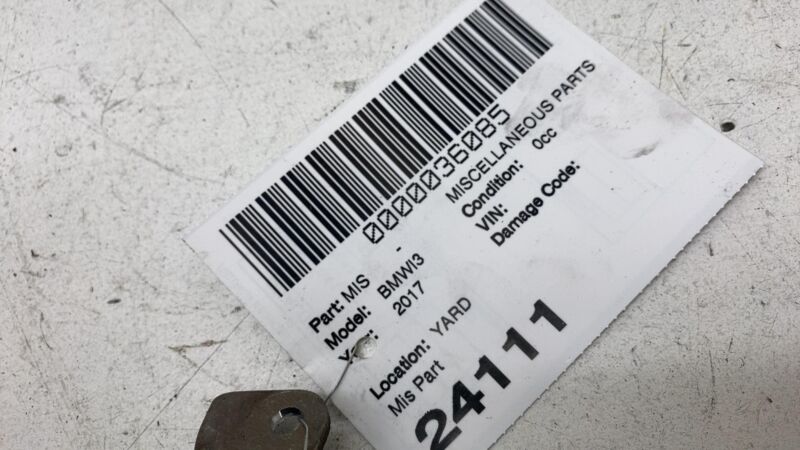 0000036085
Part: MIS - MISCELLANEOUS PARTS
Model: BMWI3 Condition: 0cc
2017 VIN:
Damage Code:
Location: YARD
Mis Part
24111